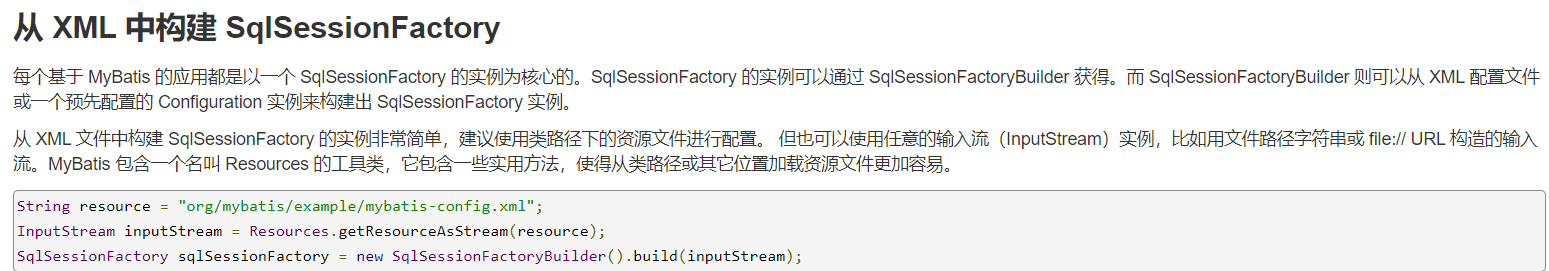 从 XML 中构建 SqlSessionFactory
每个基于 MyBatis 的应用都是以一个 SqlSessionFactory 的实例为核心的。SqlSessionFactory 的实例可以通过 SqlSessionFactoryBuilder 获得。而 SqlSessionFactoryBuilder 则可以从 XML 配置文件
或一个预先配置的 Configuration 实例来构建出 SqlSessionFactory 实例。
从 XML 文件中构建 SqlSessionFactory 的实例非常简单，建议使用类路径下的资源文件进行配置。 但也可以使用任意的输入流（InputStream）实例，比如用文件路径字符串或 file:// URL 构造的输入
流。MyBatis 包含一个名叫 Resources 的工具类，它包含一些实用方法，使得从类路径或其它位置加载资源文件更加容易。
String resource = "org/mybatis/example/mybatis-config.xml";
InputStream inputStream = Resources.getResourceAsStream(resource);
SqlSessionFactory sqlSessionFactory = new SqlSessionFactoryBuilder().build(inputStream);